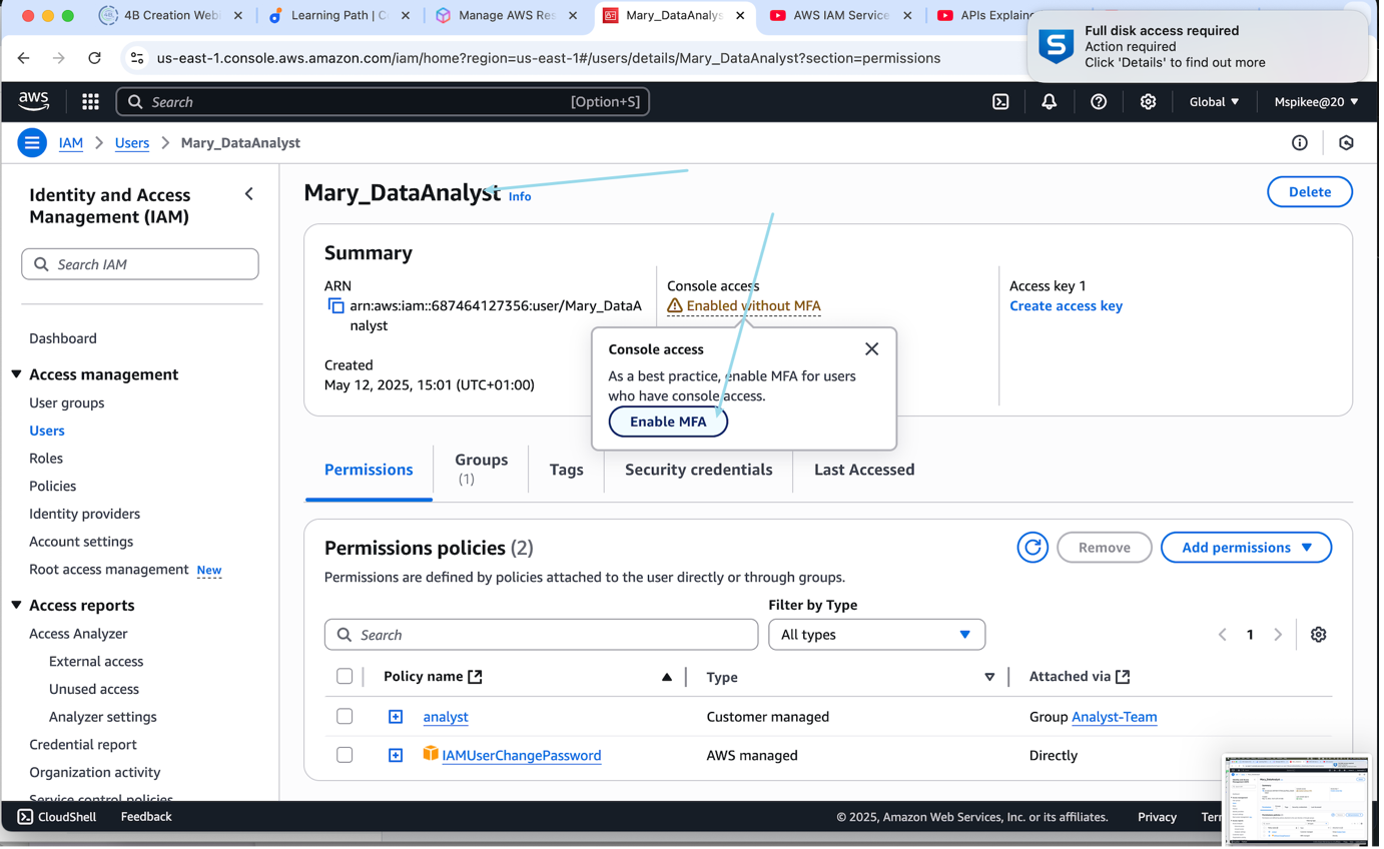 4B Creation Web
Learning Path | C
Manage AWS Res
Mary_DataAnalys
AWS IAM Service
APIs Explaine
Full disk access required
Action required
Click 'Details' to find out more
us-east-1.console.aws.amazon.com/iam/home?region=us-east-1#/users/details/Mary_DataAnalyst?section=permissions
aws
Search
[Option+S]
Global
Mspikee@20
IAM
Users
Mary_DataAnalyst
Identity and Access
Management (IAM)
Search IAM
Dashboard
Access management
User groups
Users
Roles
Policies
Identity providers
Account settings
Root access management New
Access reports
Access Analyzer
External access
Unused access
Analyzer settings
Credential report
Organization activity
Service control policies
Mary_DataAnalyst Info
Delete
Summary
ARN
arn:aws:iam::687464127356:user/Mary_DataA
nalyst
Created
May 12, 2025, 15:01 (UTC+01:00)
Console access
Enabled without MFA
Access key 1
Create access key
Console access
As a best practice, enable MFA for users
who have console access.
Enable MFA
Permissions
Groups
(1)
Tags
Security credentials
Last Accessed
Permissions policies (2)
Remove
Add permissions
Permissions are defined by policies attached to the user directly or through groups.
Filter by Type
Search
All types
1
Policy name
Type
Attached via
analyst
Customer managed
Group Analyst-Team
IAMUserChangePassword
AWS managed
Directly
CloudShell
Feedback
© 2025, Amazon Web Services, Inc. or its affiliates.
Privacy
Ter